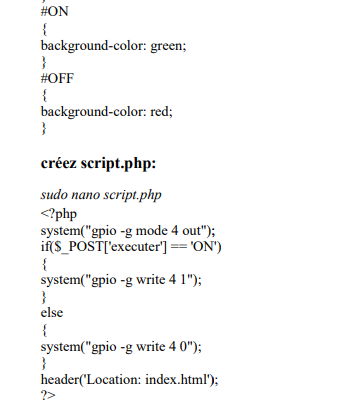 #ON
{
background-color: green;
}
#OFF
{
background-color: red;
}
créez script.php:
sudo nano script.php
<?php
system("gpio -g mode 4 out");
if($_POST['executer'] == 'ON')
{
system("gpio -g write 4 1");
}
else
{
system("gpio -g write 4 0");
}
header('Location: index.html');
?>